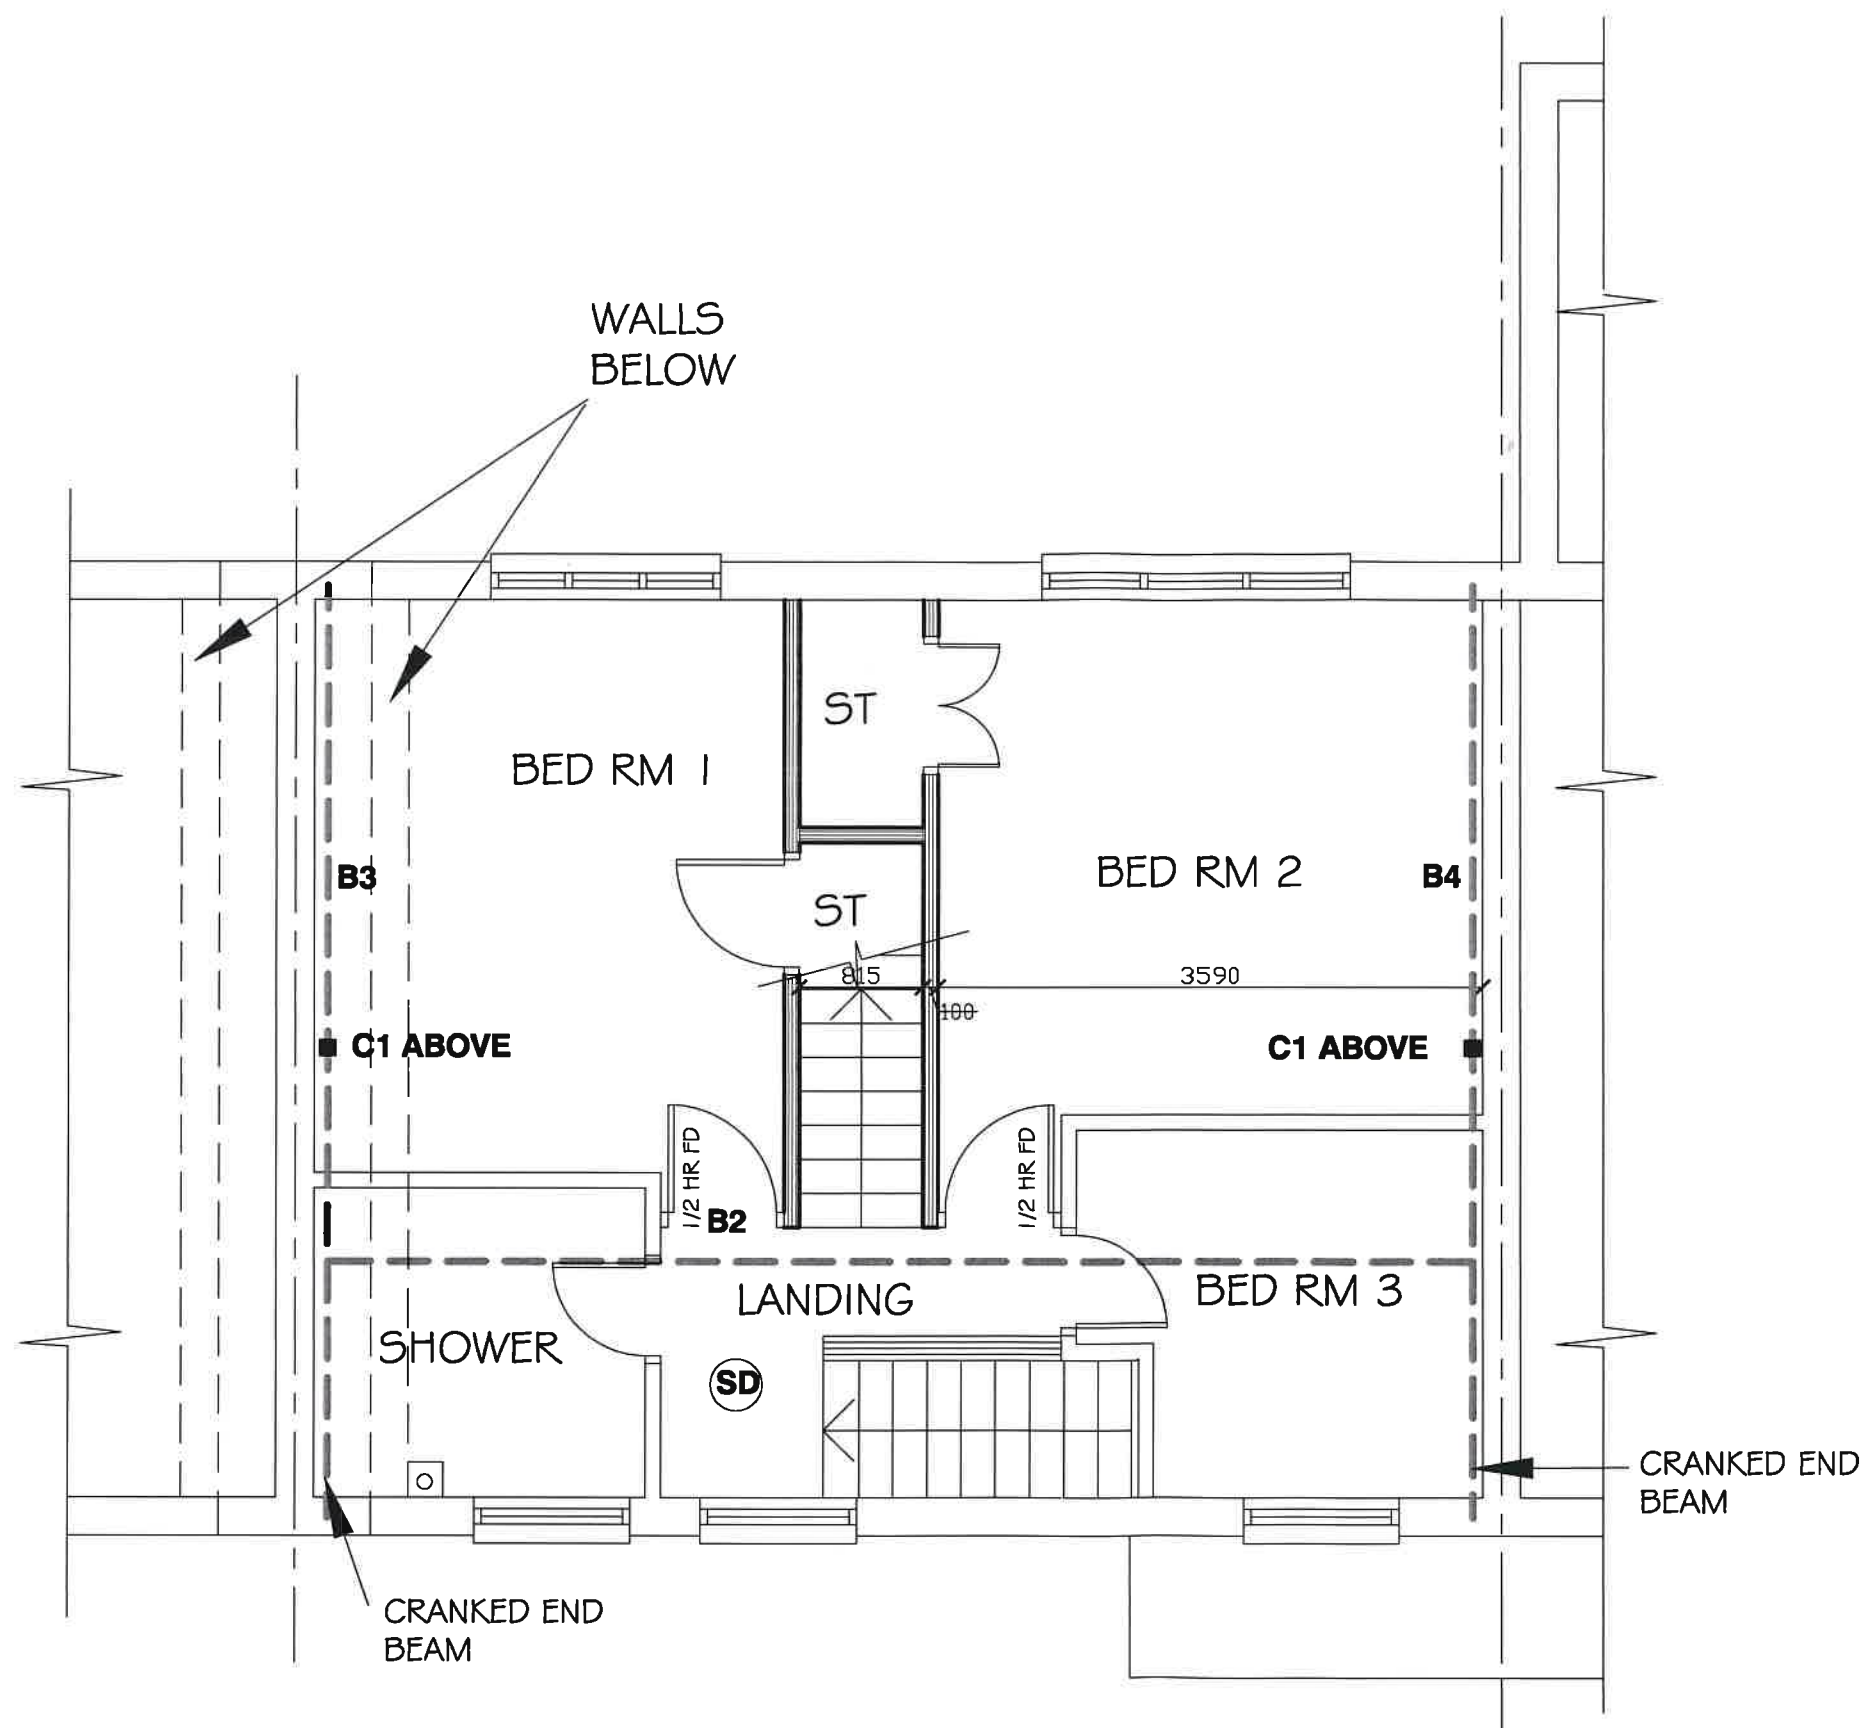 WALLS
BELOW
ST
BED RM 1
BED RM 2
B3
B4
ST
815
3590
100
C1 ABOVE
C1 ABOVE
1/2 HR FD
1/2 HR FD
B2
LANDING
BED RM 3
SHOWER
SD
CRANKED END
BEAM
CRANKED END
BEAM